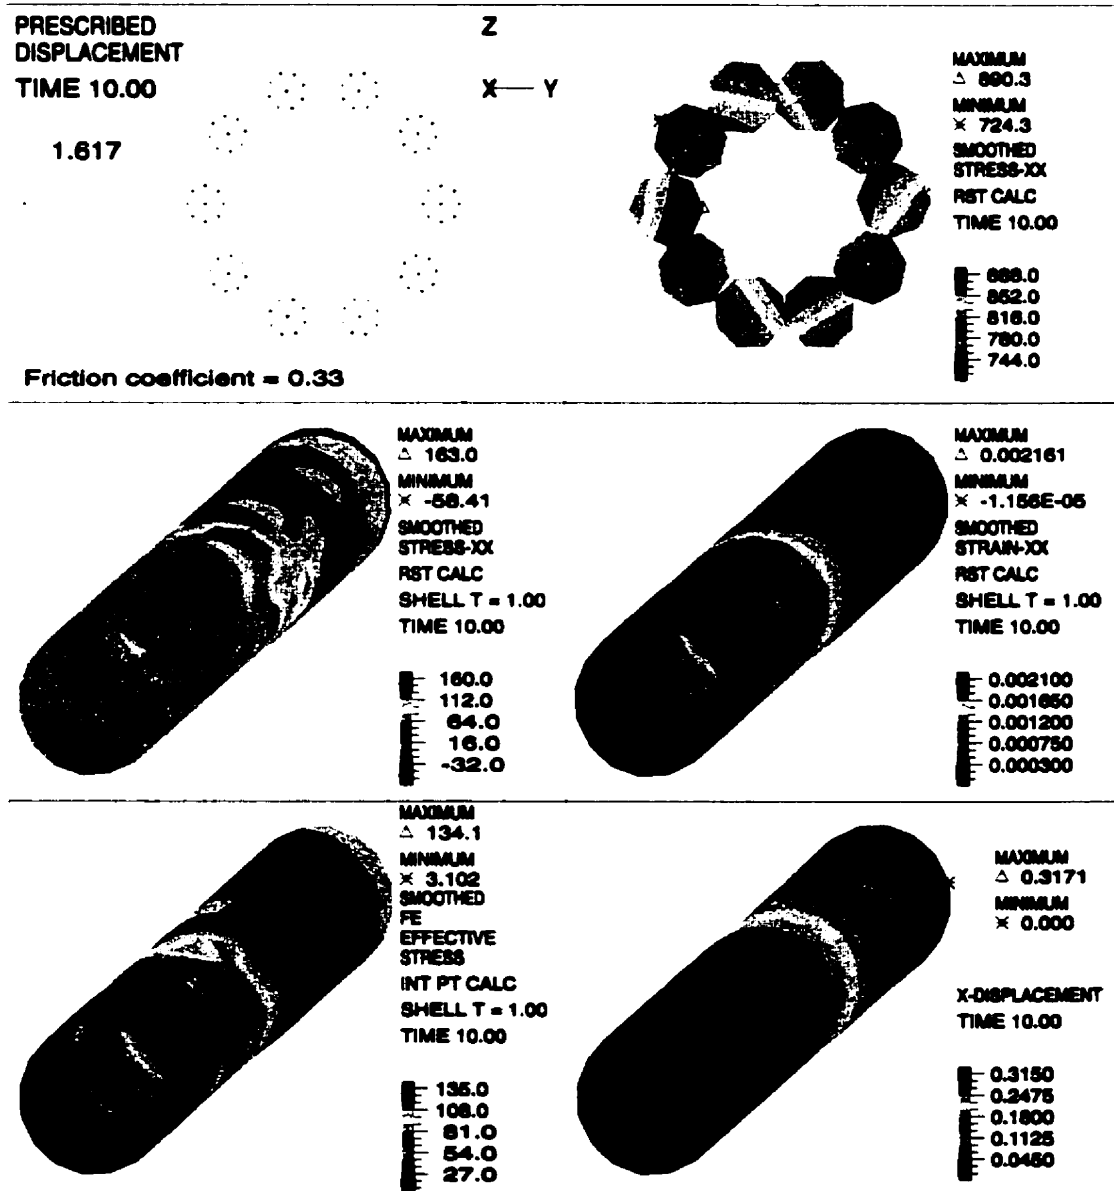 PRESCRIBED
DISPLACEMENT
TIME 10.00
1.617
Z
X Y
Friction coefficient = 0.33
MAXIMUM
△ 890.3
MINIMUM
✳ 724.3
SMOOTHED
STRESS-XX
RST CALC
TIME 10.00
888.0
852.0
816.0
780.0
744.0
MAXIMUM
△ 163.0
MINIMUM
✳ -58.41
SMOOTHED
STRESS-XX
RST CALC
SHELL T = 1.00
TIME 10.00
160.0
112.0
64.0
16.0
-32.0
MAXIMUM
△ 0.002161
MINIMUM
✳ -1.156E-05
SMOOTHED
STRAIN-XX
RST CALC
SHELL T = 1.00
TIME 10.00
0.002100
0.001650
0.001200
0.000750
0.000300
MAXIMUM
△ 134.1
MINIMUM
✳ 3.102
SMOOTHED
FE
EFFECTIVE
STRESS
INT PT CALC
SHELL T = 1.00
TIME 10.00
135.0
108.0
81.0
54.0
27.0
MAXIMUM
△ 0.3171
MINIMUM
✳ 0.000
X-DISPLACEMENT
TIME 10.00
0.3150
0.2475
0.1800
0.1125
0.0450